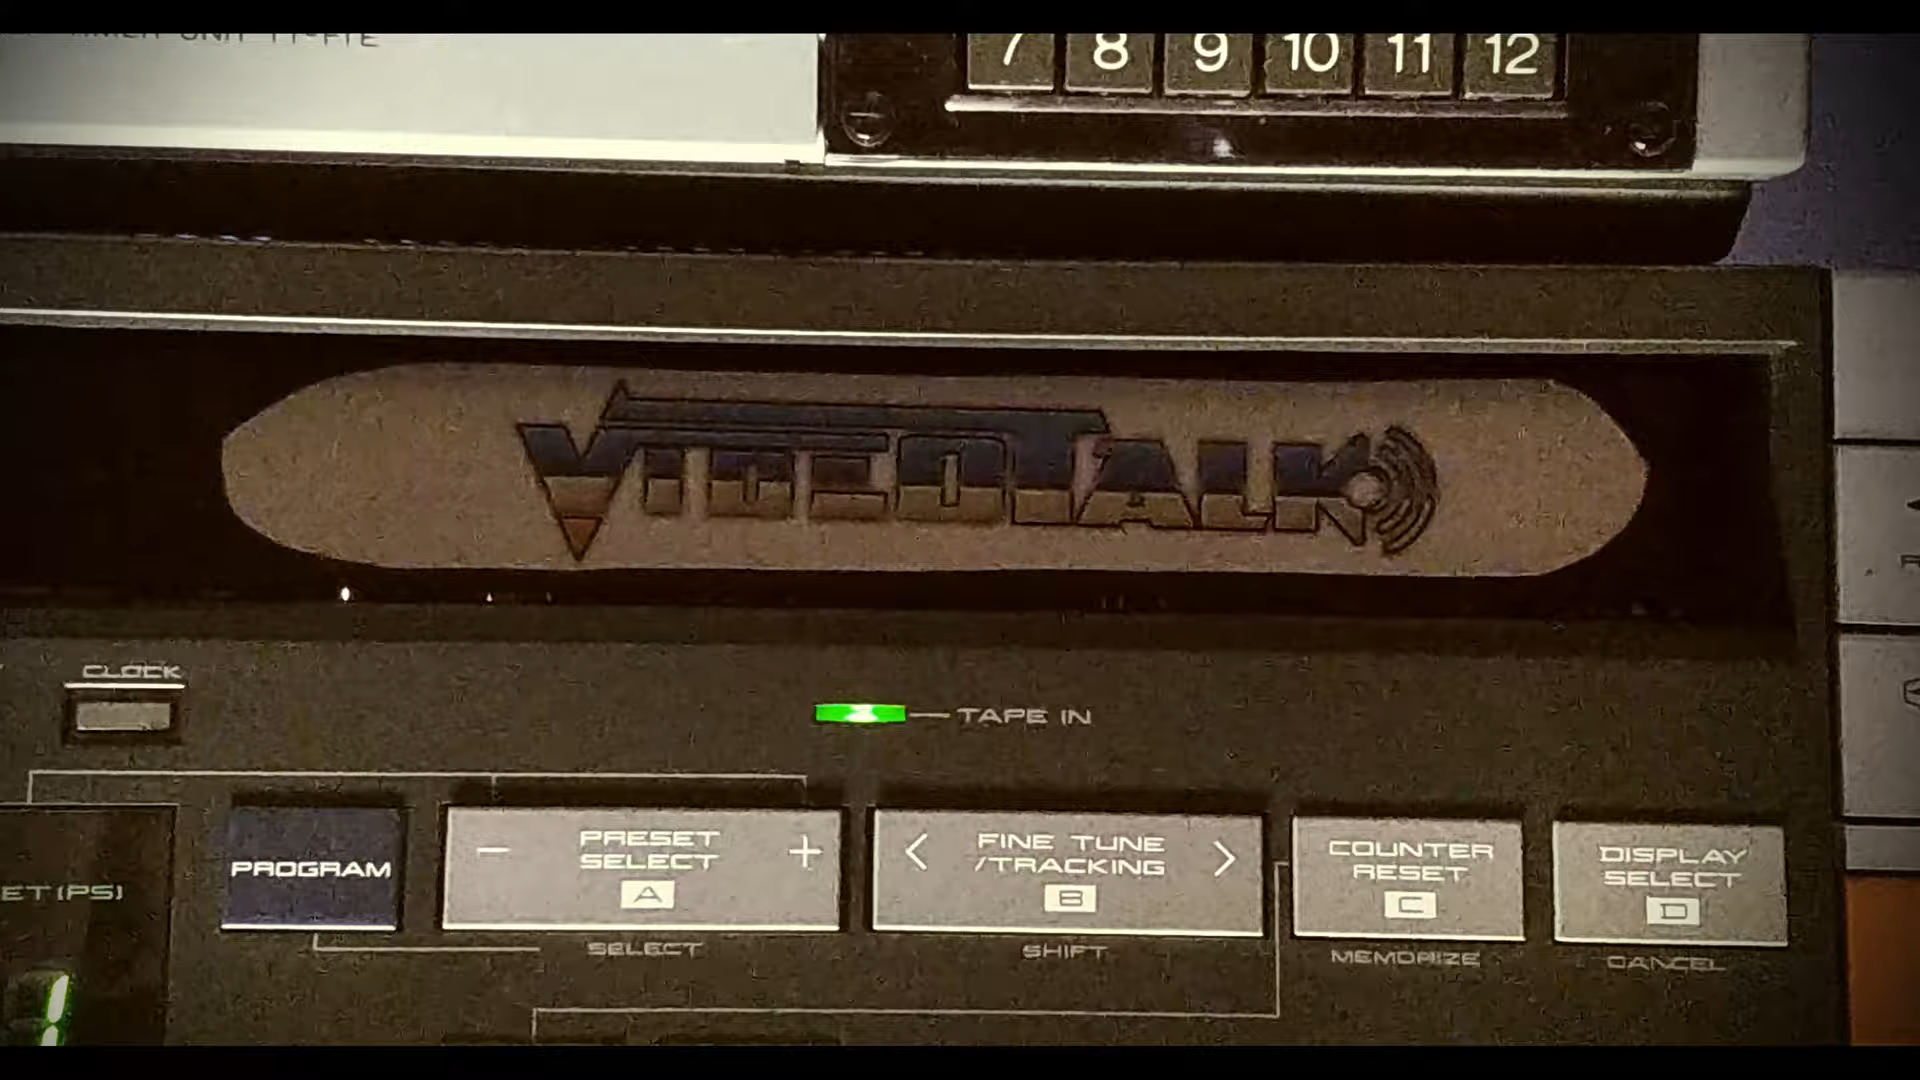 7 8 9 10 11 12
VIDEOTALK
CLOCK
TAPE IN
PROGRAM
- PRESET +
SELECT
A
< FINE TUNE >
/TRACKING
B
COUNTER
RESET
C
DISPLAY
SELECT
D
ET (PS)
SELECT
SHIFT
MEMORIZE
CANCEL
1